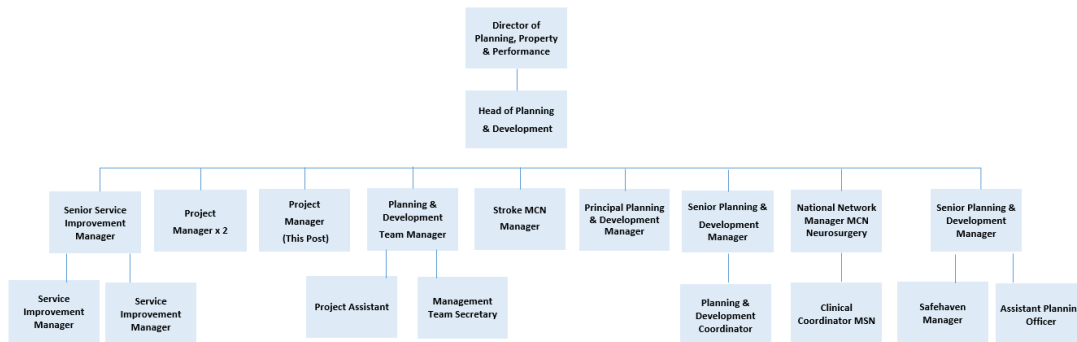 Director of
Planning, Property
& Performance
Head of Planning
& Development
Senior Service
Improvement
Manager
Project
Manager x 2
Project
Manager
(This Post)
Planning &
Development
Team Manager
Stroke MCN
Manager
Principal Planning
& Development
Manager
Senior Planning &
Development
Manager
National Network
Manager MCN
Neurosurgery
Senior Planning &
Development
Manager
Service
Improvement
Manager
Service
Improvement
Manager
Project Assistant
Management
Team Secretary
Planning &
Development
Coordinator
Clinical
Coordinator MSN
Safehaven
Manager
Assistant Planning
Officer